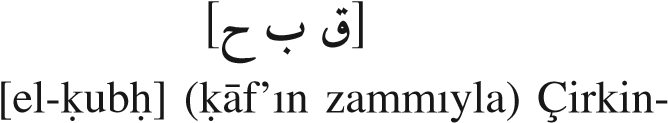 [ق ب ح]
[el-ḳubḥ] (ḳāf’ın zammıyla) Çirkin-